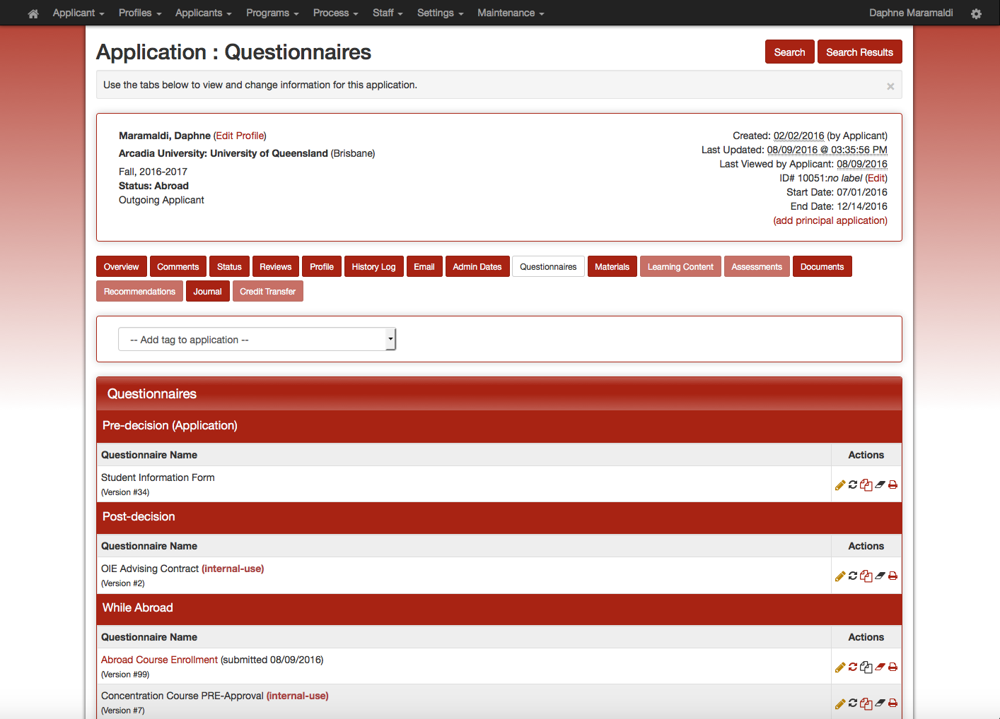 Applicant Profiles Applicants Programs Process Staff Settings Maintenance Daphne Maramaldi
Application : Questionnaires
Search Search Results
Use the tabs below to view and change information for this application. ×
Maramaldi, Daphne (Edit Profile)
Arcadia University: University of Queensland (Brisbane)
Fall, 2016-2017
Status: Abroad
Outgoing Applicant
Created: 02/02/2016 (by Applicant)
Last Updated: 08/09/2016 @ 03:35:56 PM
Last Viewed by Applicant: 08/09/2016
ID# 10051:no label (Edit)
Start Date: 07/01/2016
End Date: 12/14/2016
(add principal application)
Overview Comments Status Reviews Profile History Log Email Admin Dates Questionnaires Materials Learning Content Assessments Documents
Recommendations Journal Credit Transfer
-- Add tag to application --
Questionnaires
Pre-decision (Application)
Questionnaire Name Actions
Student Information Form
(Version #34)
Post-decision
Questionnaire Name Actions
OIE Advising Contract (internal-use)
(Version #2)
While Abroad
Questionnaire Name Actions
Abroad Course Enrollment (submitted 08/09/2016)
(Version #99)
Concentration Course PRE-Approval (internal-use)
(Version #7)